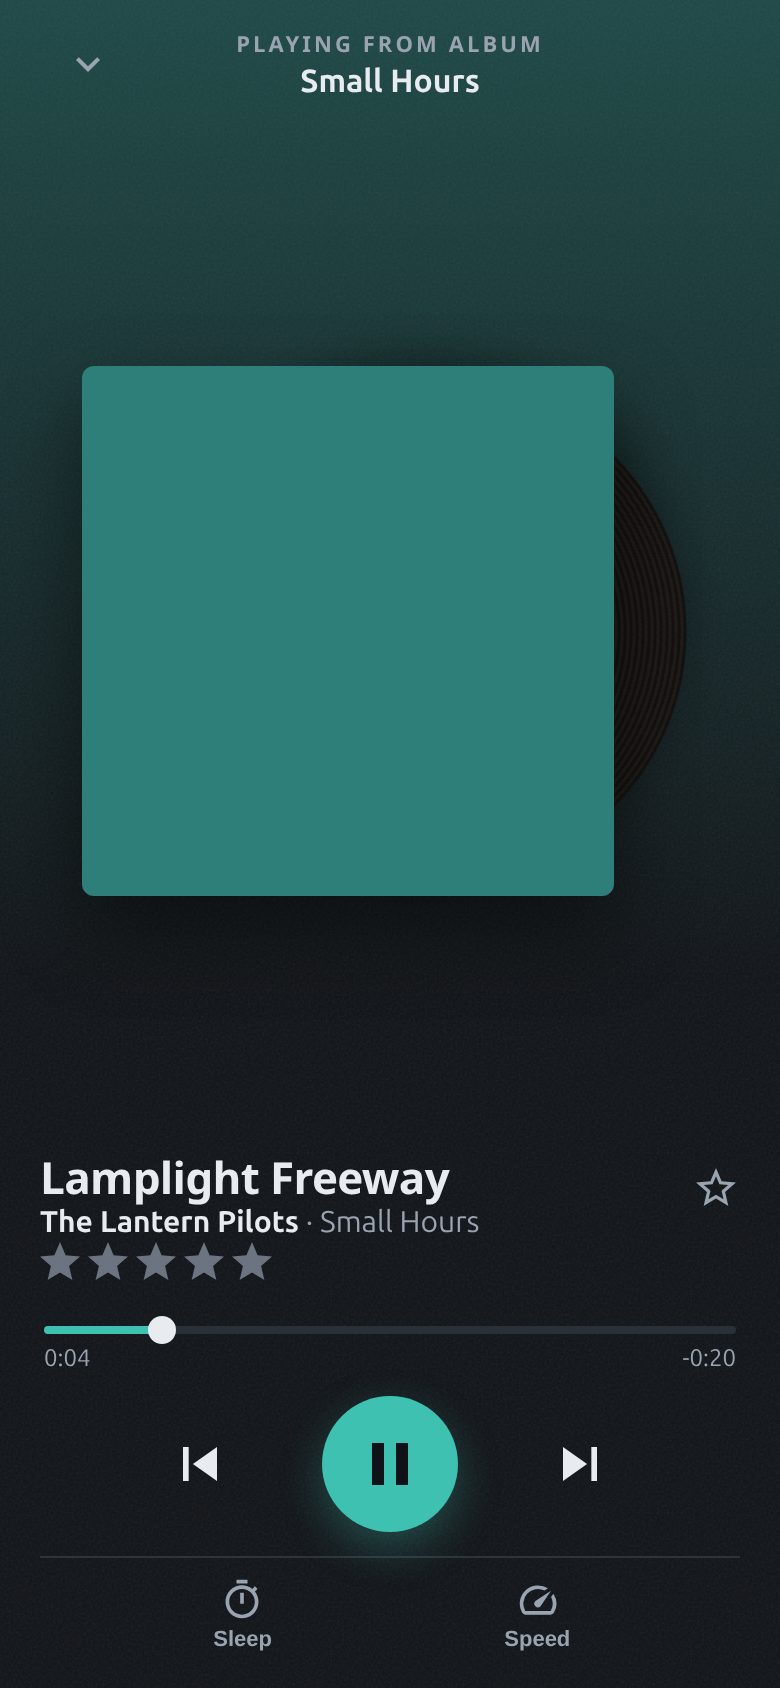 PLAYING FROM ALBUM
Small Hours
Lamplight Freeway
The Lantern Pilots · Small Hours
0:04
-0:20
Sleep
Speed